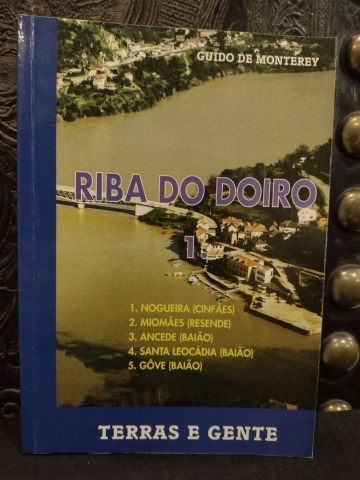 GUIDO DE MONTEREY
RIBA DO DOIRO
1.
1. NOGUEIRA (CINFÃES)
2. MIOMÃES (RESENDE)
3. ANCEDE (BAIÃO)
4. SANTA LEOCÁDIA (BAIÃO)
5. GÔVE (BAIÃO)
TERRAS E GENTE